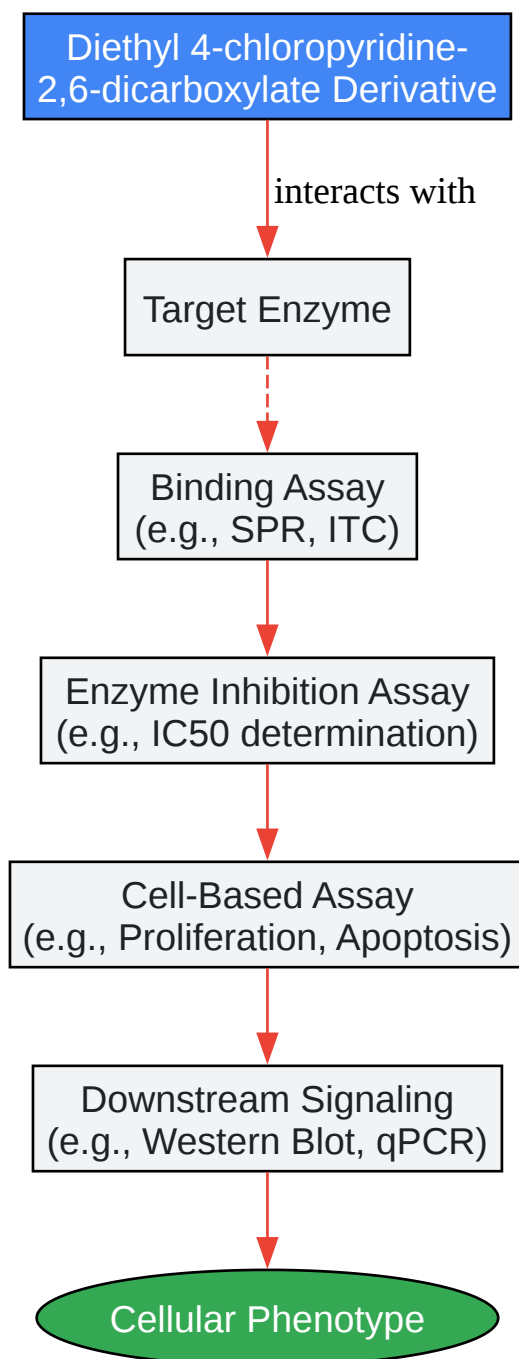 Diethyl 4-chloropyridine-
2,6-dicarboxylate Derivative
interacts with
Target Enzyme
Binding Assay
(e.g., SPR, ITC)
Enzyme Inhibition Assay
(e.g., IC50 determination)
Cell-Based Assay
(e.g., Proliferation, Apoptosis)
Downstream Signaling
(e.g., Western Blot, qPCR)
Cellular Phenotype